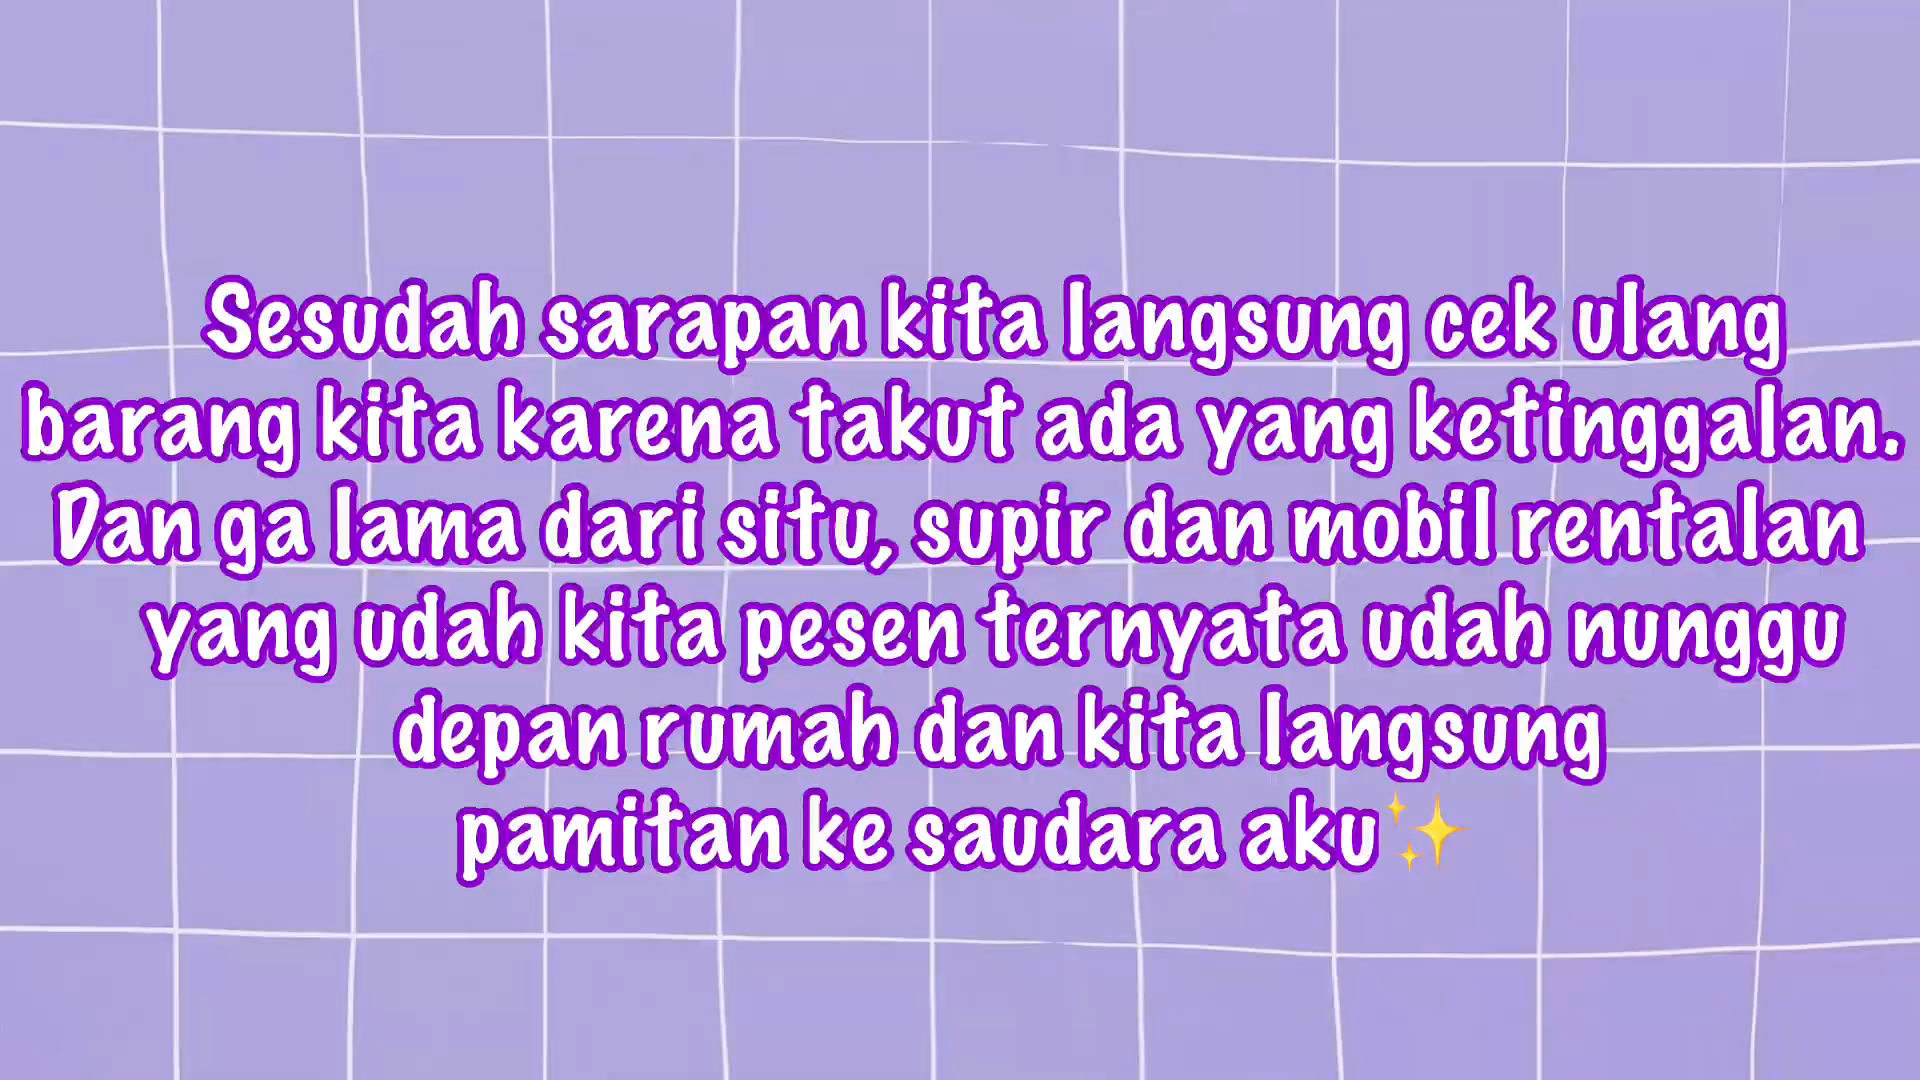 Sesudah sarapan kita langsung cek ulang
barang kita karena takut ada yang ketinggalan.
Dan ga lama dari situ, supir dan mobil rentalan
yang udah kita pesen ternyata udah nunggu
depan rumah dan kita langsung
pamitan ke saudara aku✨